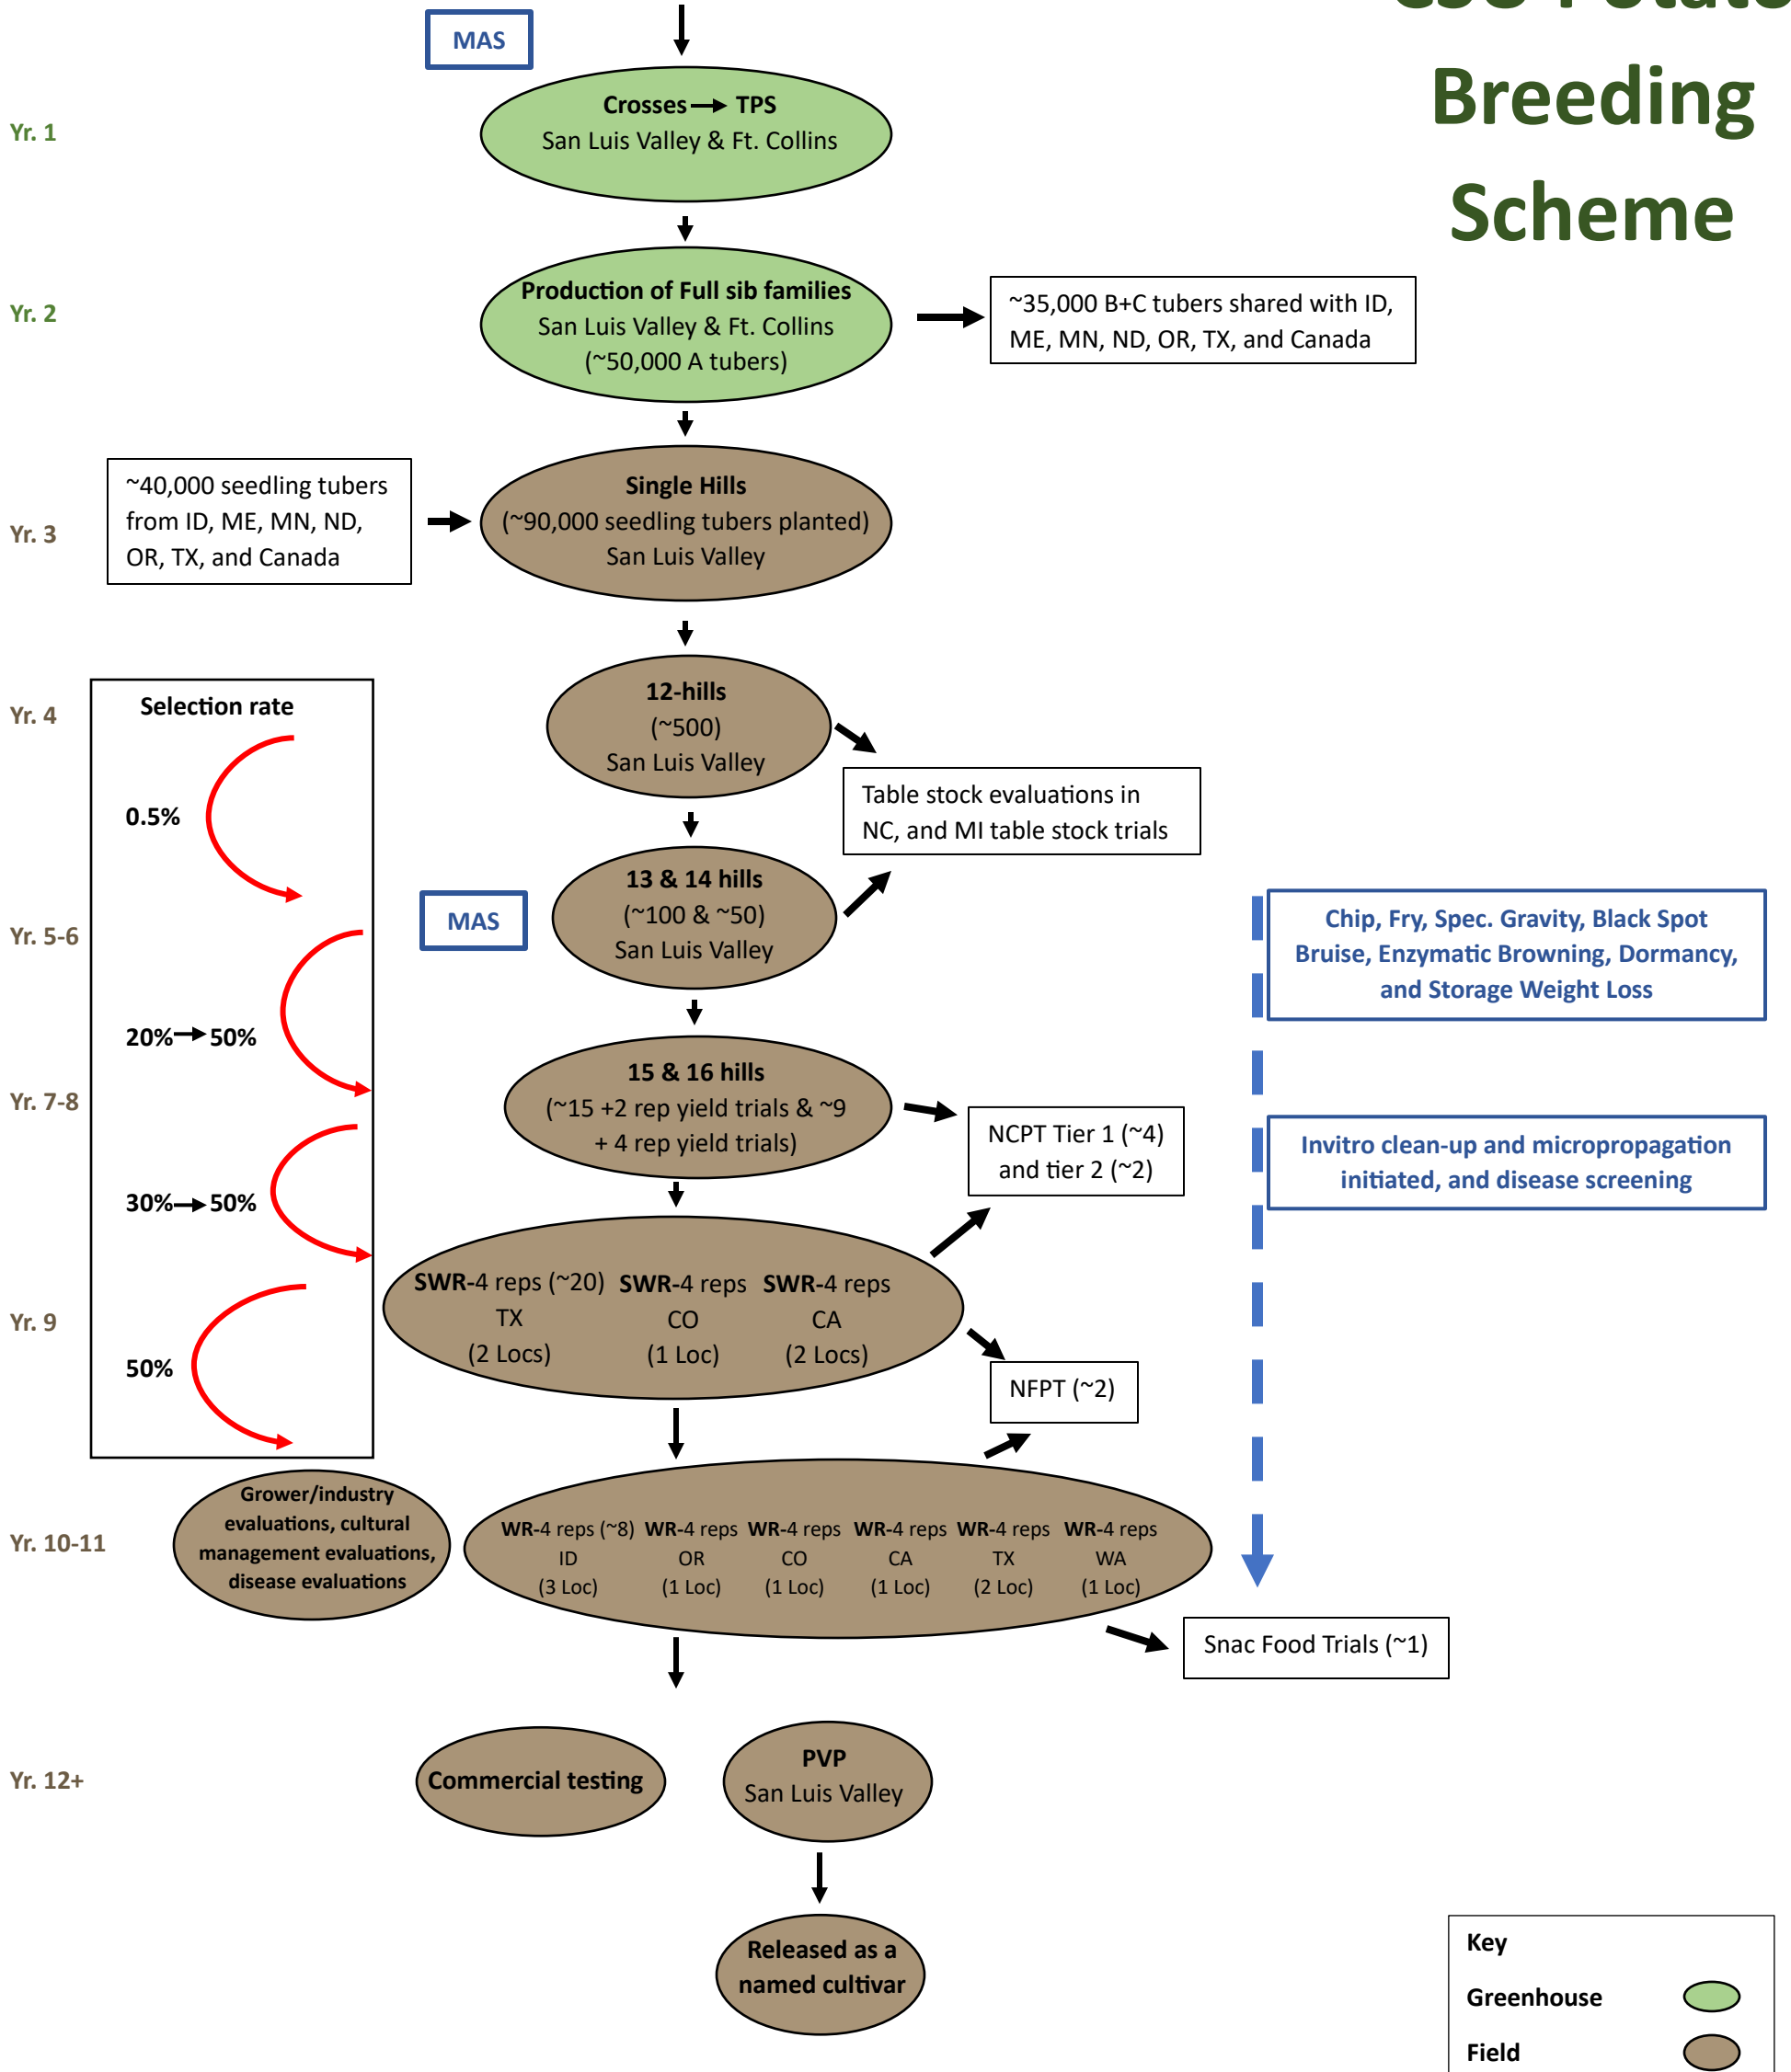 Breeding
Scheme
MAS
Yr. 1
Crosses → TPS
San Luis Valley & Ft. Collins
Yr. 2
Production of Full sib families
San Luis Valley & Ft. Collins
(~50,000 A tubers)
~35,000 B+C tubers shared with ID,
ME, MN, ND, OR, TX, and Canada
~40,000 seedling tubers
from ID, ME, MN, ND,
OR, TX, and Canada
Yr. 3
Single Hills
(~90,000 seedling tubers planted)
San Luis Valley
Yr. 4
12-hills
(~500)
San Luis Valley
Table stock evaluations in
NC, and MI table stock trials
Selection rate
0.5%
20% → 50%
30% → 50%
50%
Yr. 5-6
MAS
13 & 14 hills
(~100 & ~50)
San Luis Valley
Chip, Fry, Spec. Gravity, Black Spot
Bruise, Enzymatic Browning, Dormancy,
and Storage Weight Loss
Yr. 7-8
15 & 16 hills
(~15 +2 rep yield trials & ~9
+ 4 rep yield trials)
NCPT Tier 1 (~4)
and tier 2 (~2)
Invitro clean-up and micropropagation
initiated, and disease screening
Yr. 9
SWR-4 reps (~20)
TX
(2 Locs)
SWR-4 reps
CO
(1 Loc)
SWR-4 reps
CA
(2 Locs)
NFPT (~2)
Yr. 10-11
Grower/industry
evaluations, cultural
management evaluations,
disease evaluations
WR-4 reps (~8)
ID
(3 Loc)
WR-4 reps
OR
(1 Loc)
WR-4 reps
CO
(1 Loc)
WR-4 reps
CA
(1 Loc)
WR-4 reps
TX
(2 Loc)
WR-4 reps
WA
(1 Loc)
Snac Food Trials (~1)
Yr. 12+
Commercial testing
PVP
San Luis Valley
Released as a
named cultivar
Key
Greenhouse
Field